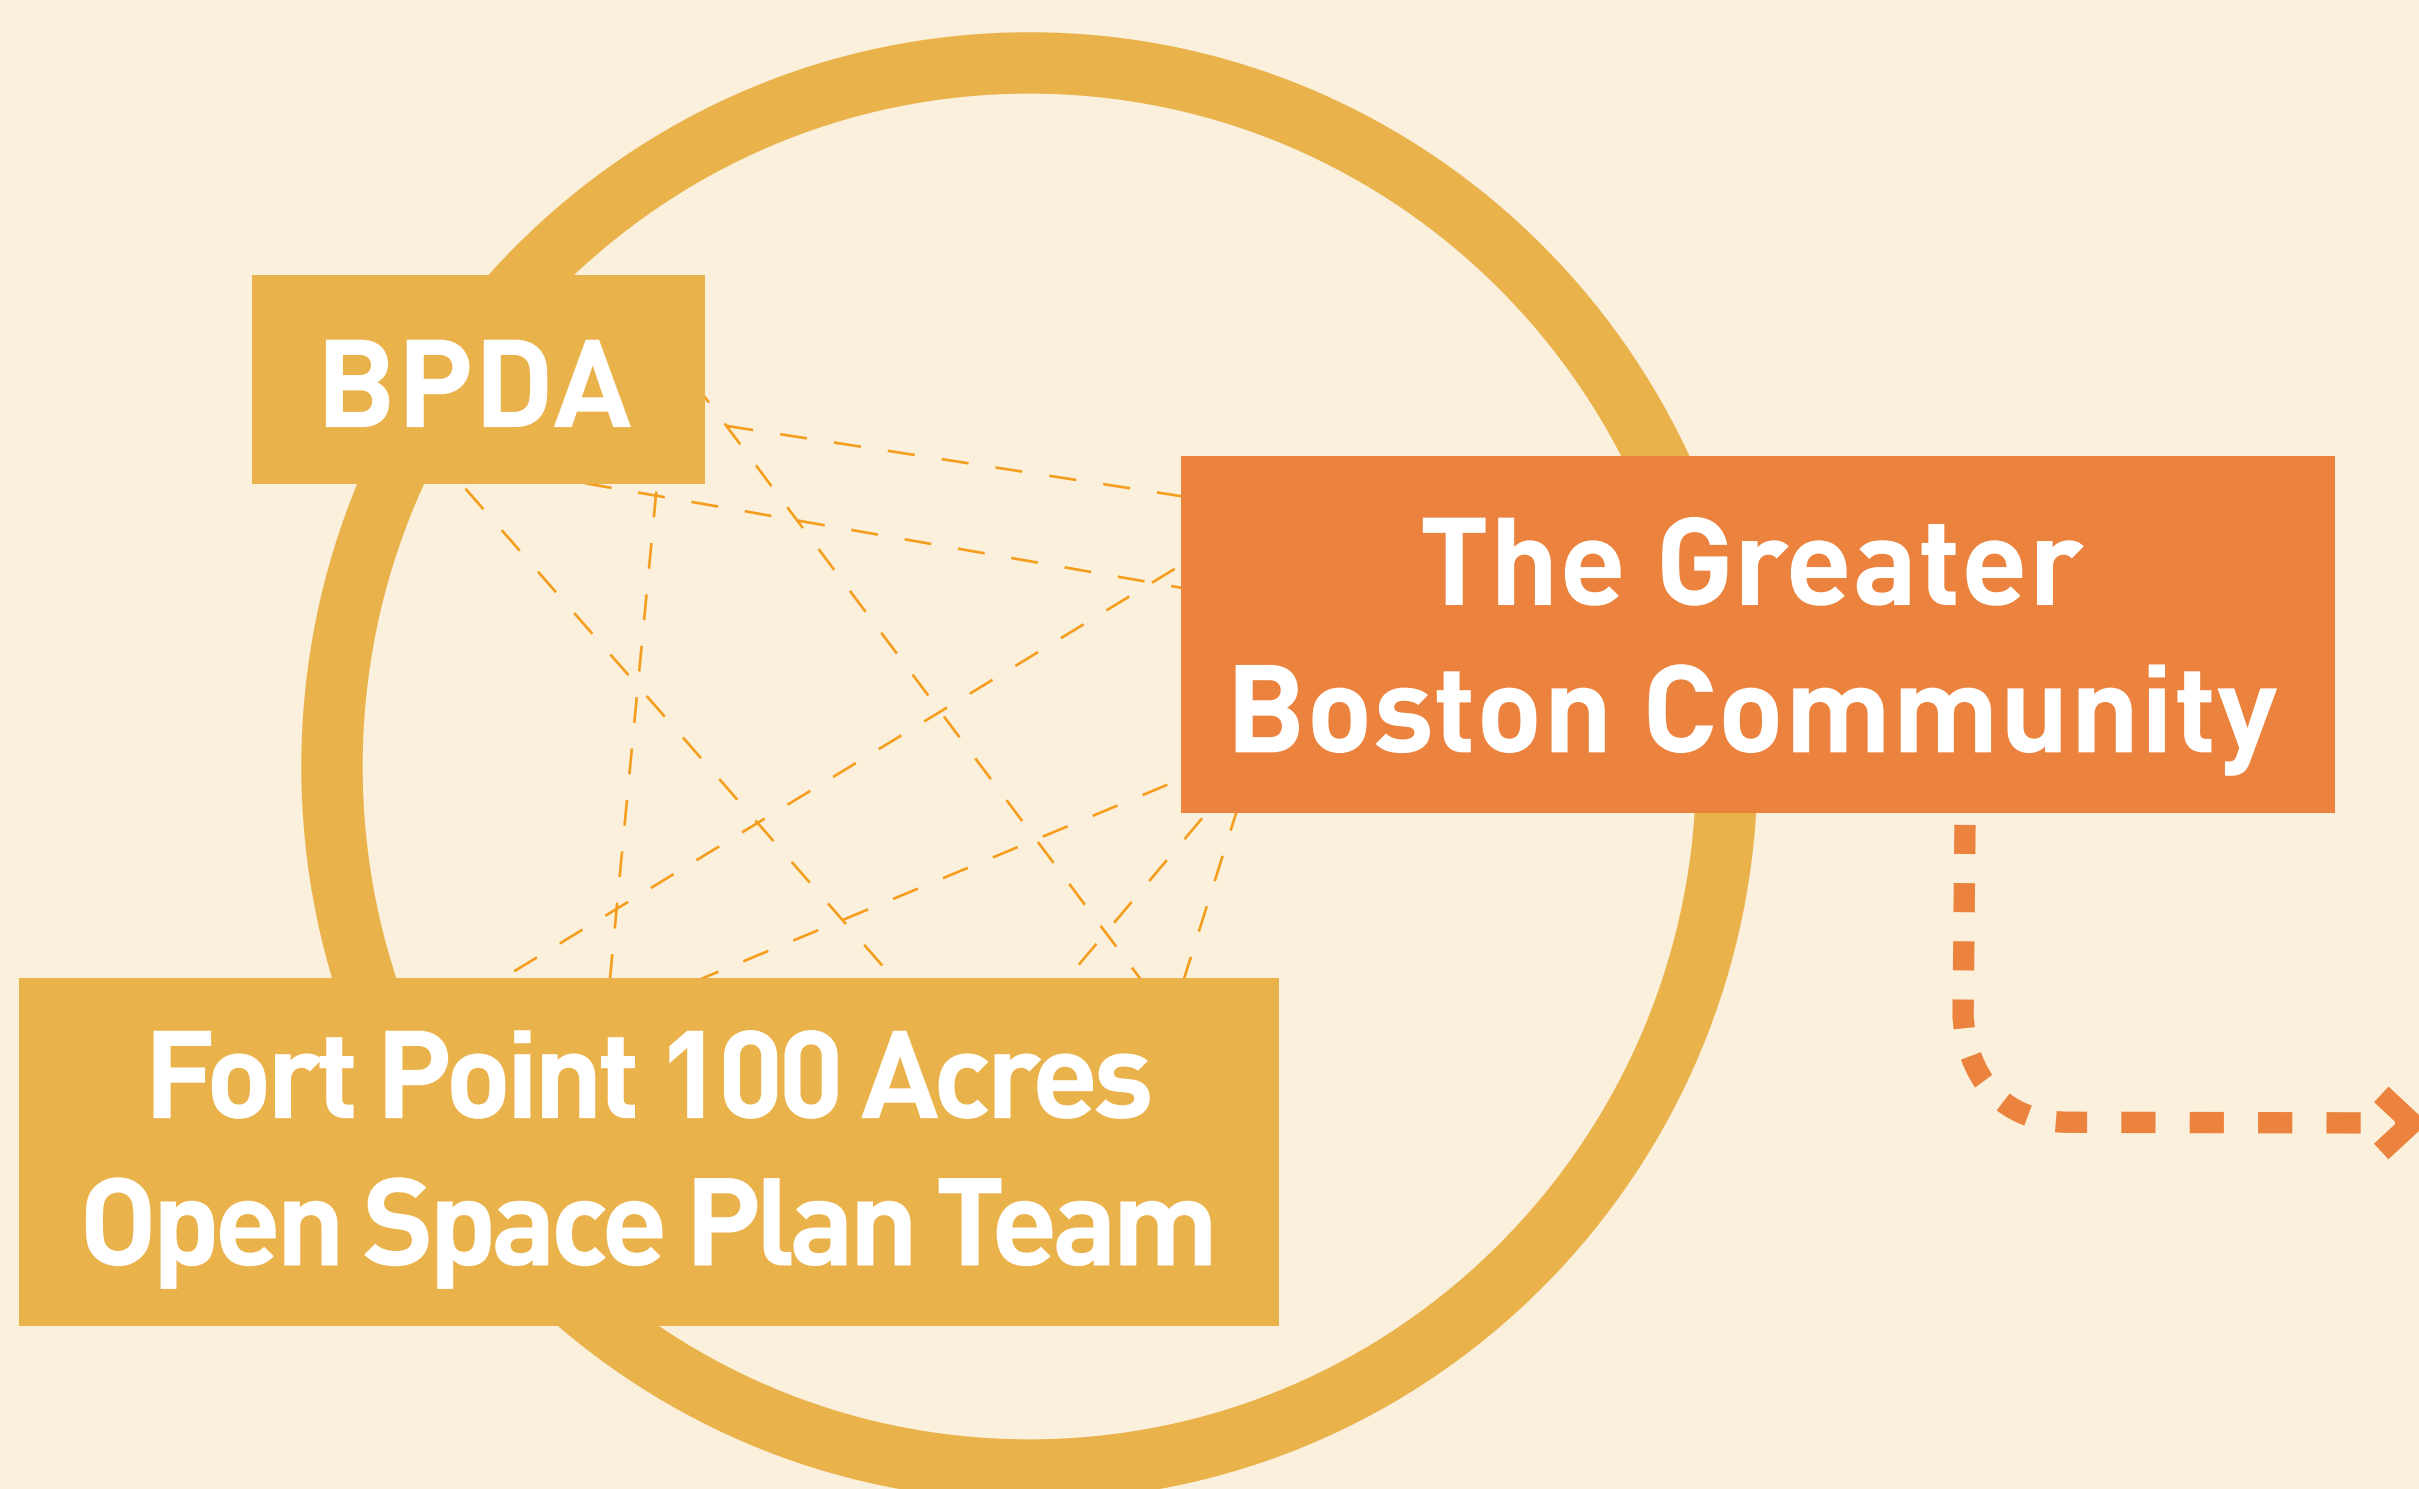 BPDA
The Greater
Boston Community
Fort Point 100 Acres
Open Space Plan Team